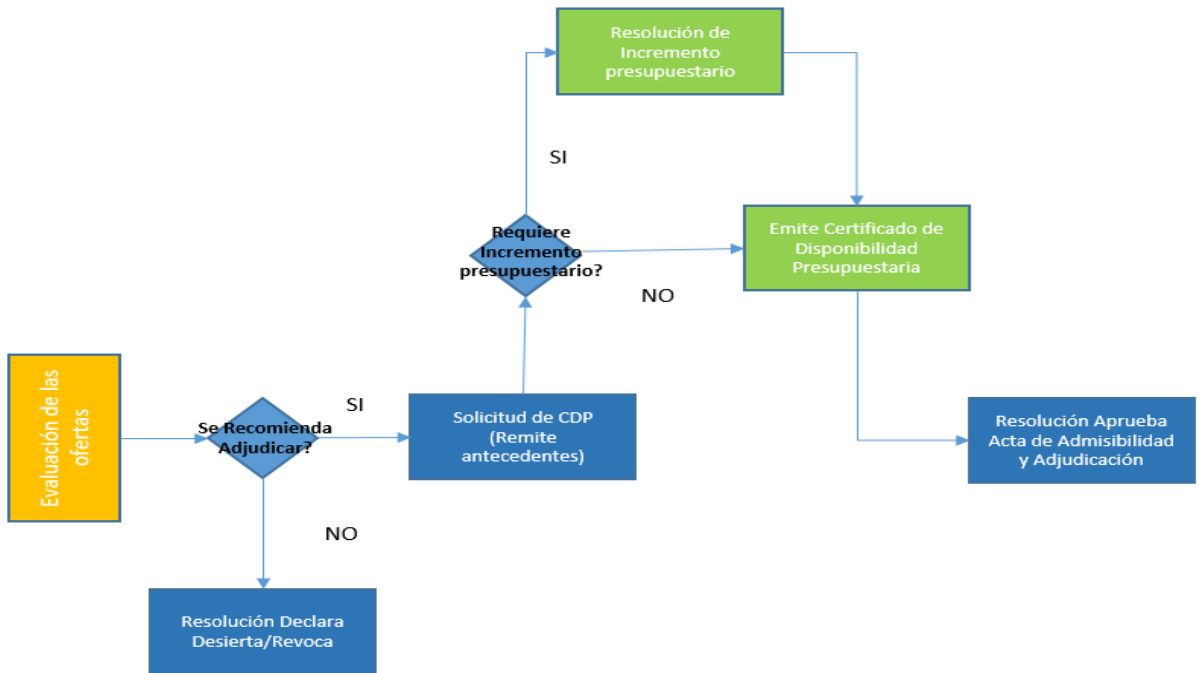 Resolución de
Incremento
presupuestario
SI
Requiere
Incremento
presupuestario?
NO
Emite Certificado de
Disponibilidad
Presupuestaria
Evaluación de las
ofertas
Se Recomienda
Adjudicar?
SI
NO
Solicitud de CDP
(Remite
antecedentes)
Resolución Aprueba
Acta de Admisibilidad
y Adjudicación
Resolución Declara
Desierta/Revoca